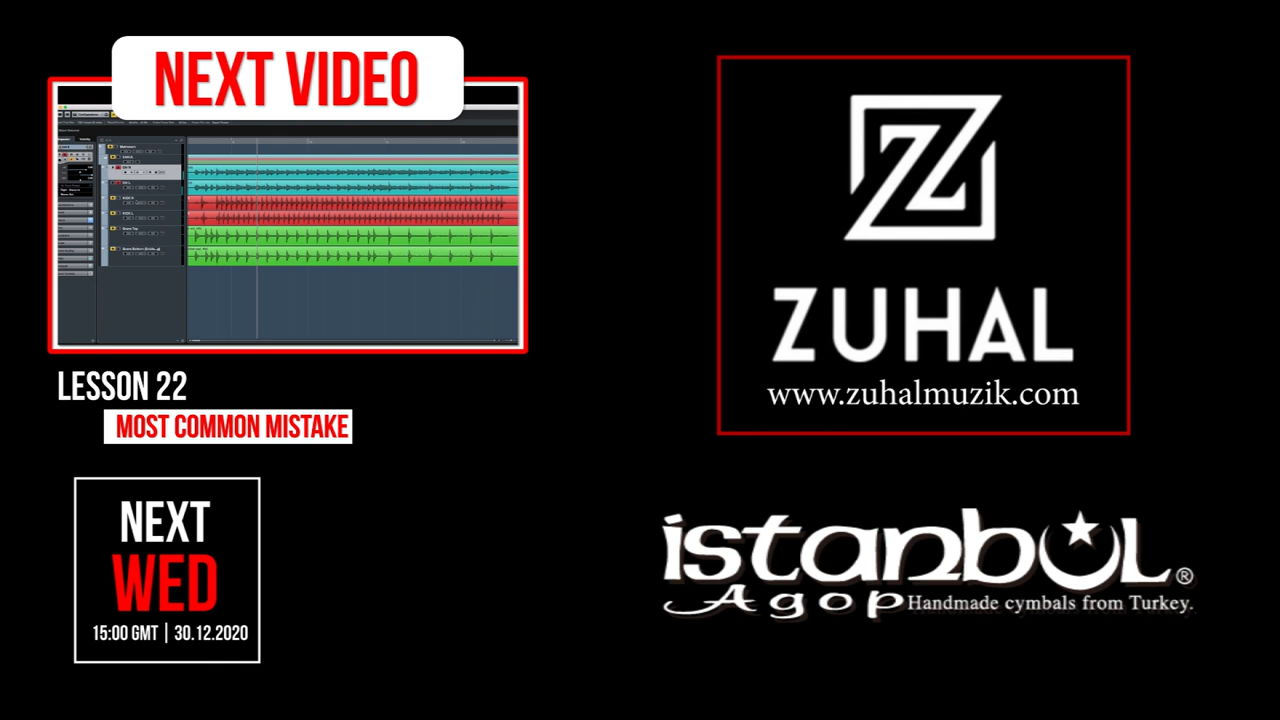 NEXT VIDEO
LESSON 22
MOST COMMON MISTAKE
NEXT
WED
15:00 GMT | 30.12.2020
Z
ZUHAL
www.zuhalmuzik.com
istanbul
Agop
Handmade cymbals from Turkey.
®